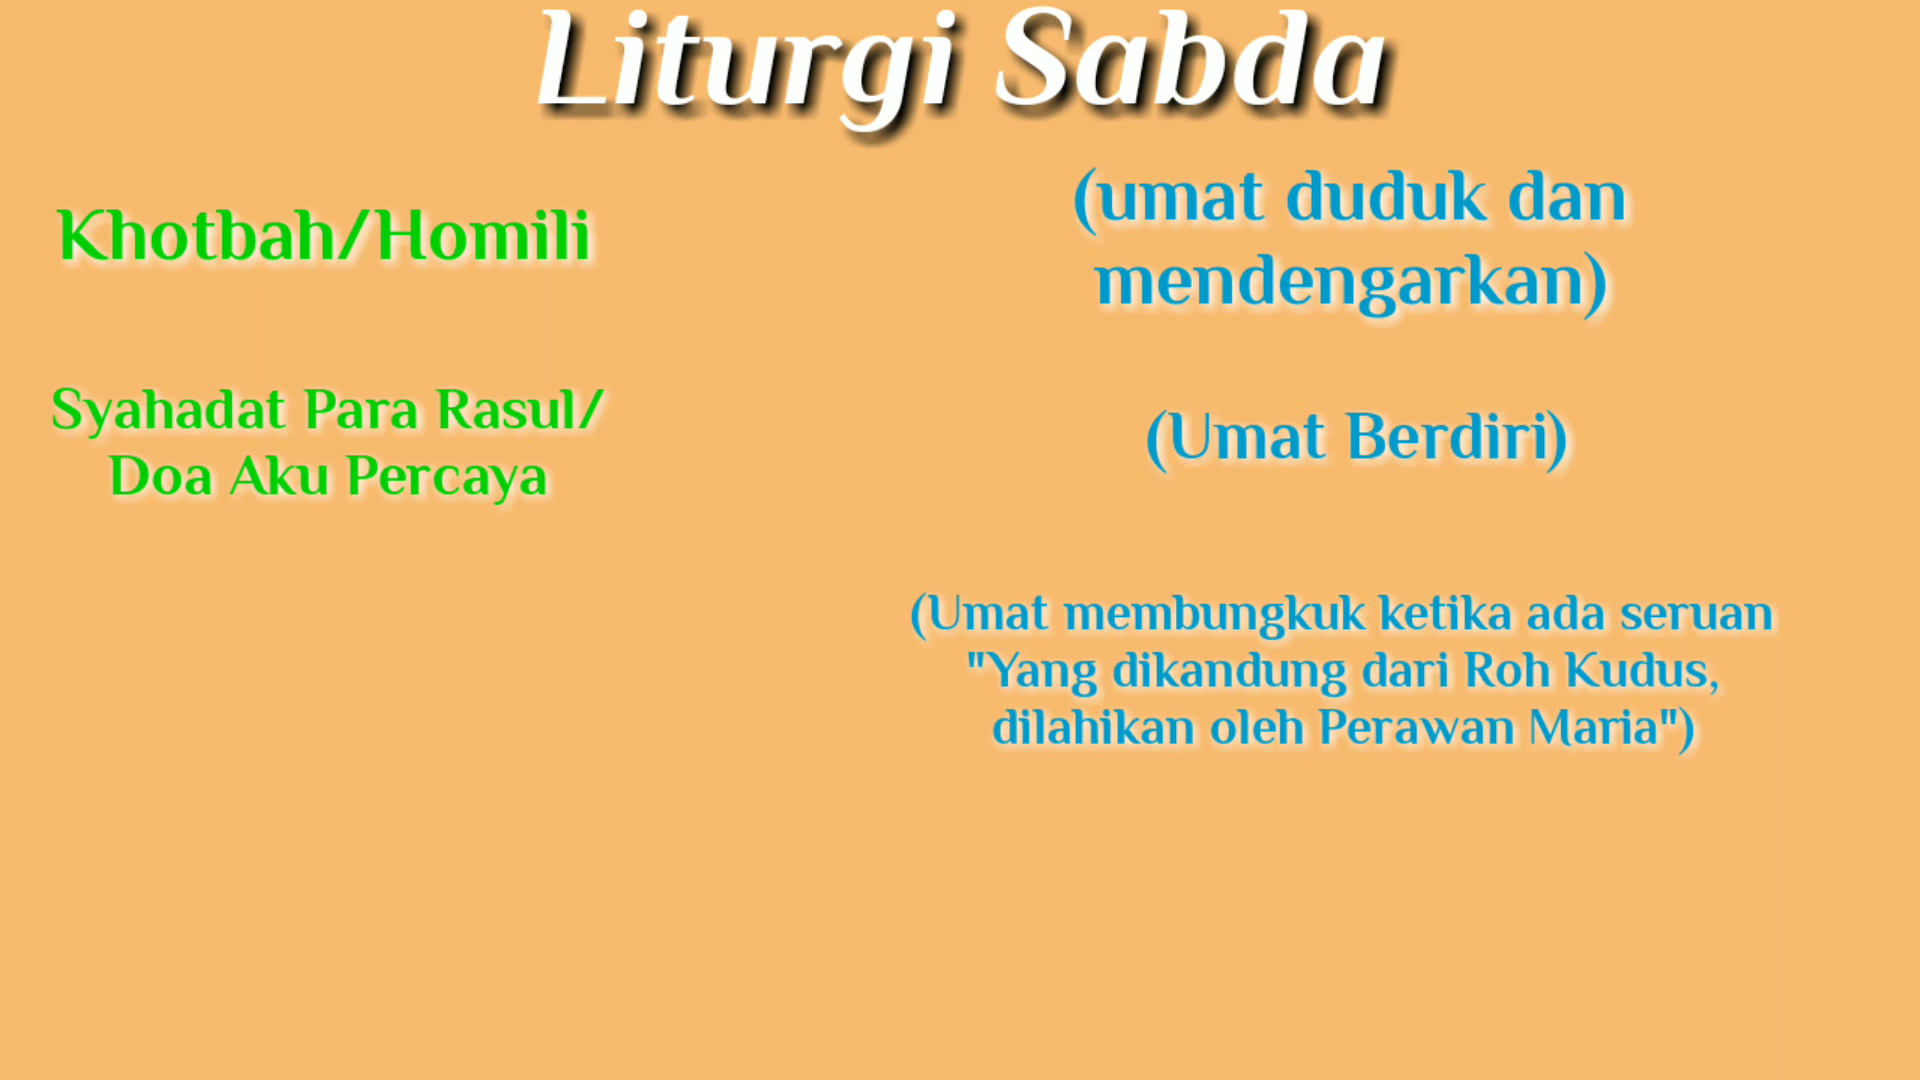 Liturgi Sabda
Khotbah/Homili
(umat duduk dan
mendengarkan)
Syahadat Para Rasul/
Doa Aku Percaya
(Umat Berdiri)
(Umat membungkuk ketika ada seruan
"Yang dikandung dari Roh Kudus,
dilahikan oleh Perawan Maria")